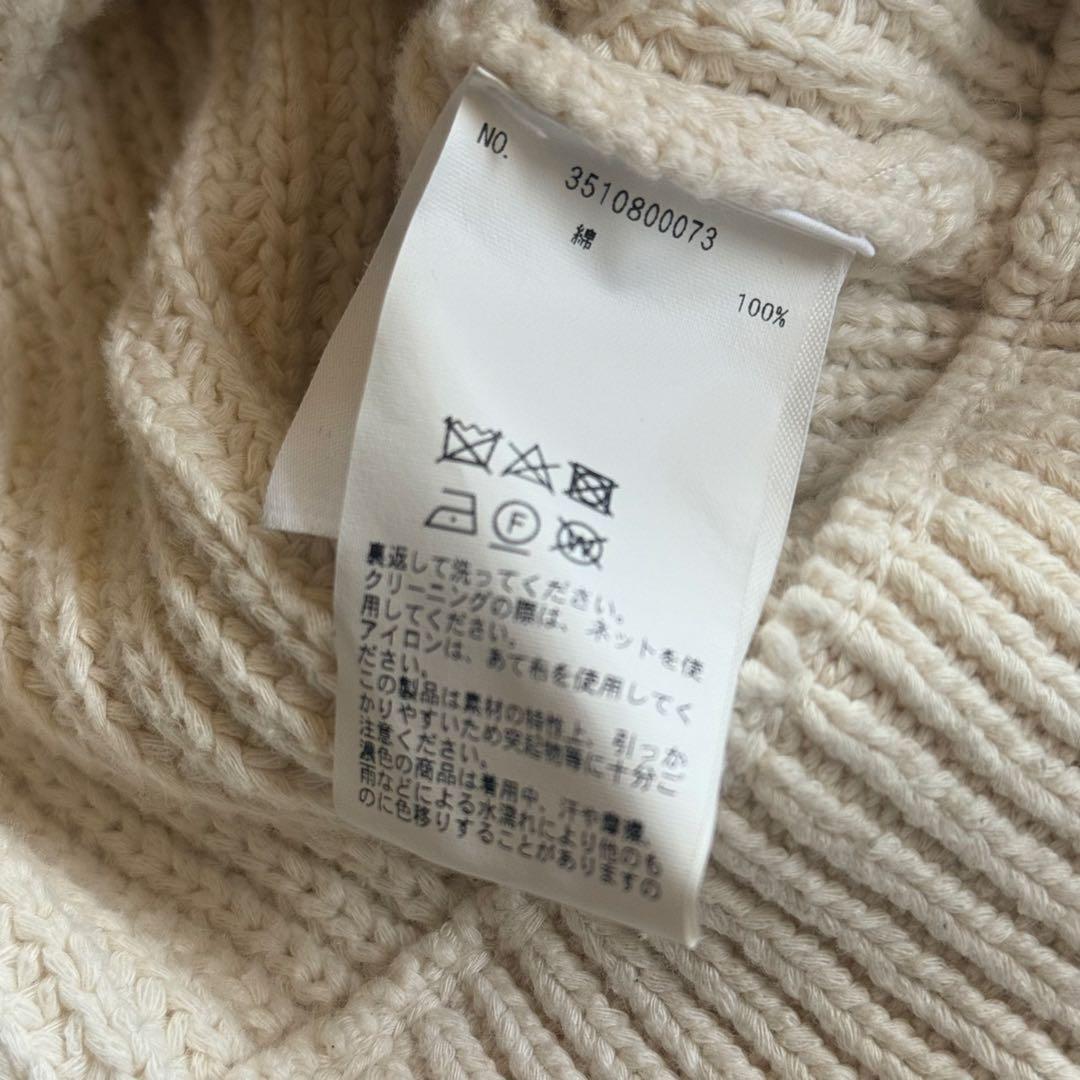 NO. 3510800073
綿 100%
F
W
裏返して洗ってください。
クリーニングの際は、ネットを使
用してください。
アイロンは、あて布を使用してく
ださい。
この製品は素材の特性上、引っか
かりやすいため突起物等に十分ご
注意ください。
濃色の商品は着用中、汗や摩擦、
雨などによる水濡れにより他のも
のに色移りすることがありますの